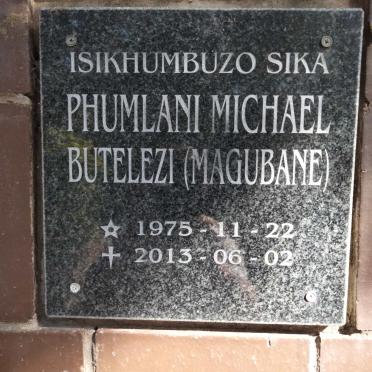 ISIKHUMBUZO SIKA
PHUMLANI MICHAEL
BUTELEZI (MAGUBANE)
☆ 1975 - 11 - 22
✝ 2013 - 06 - 02